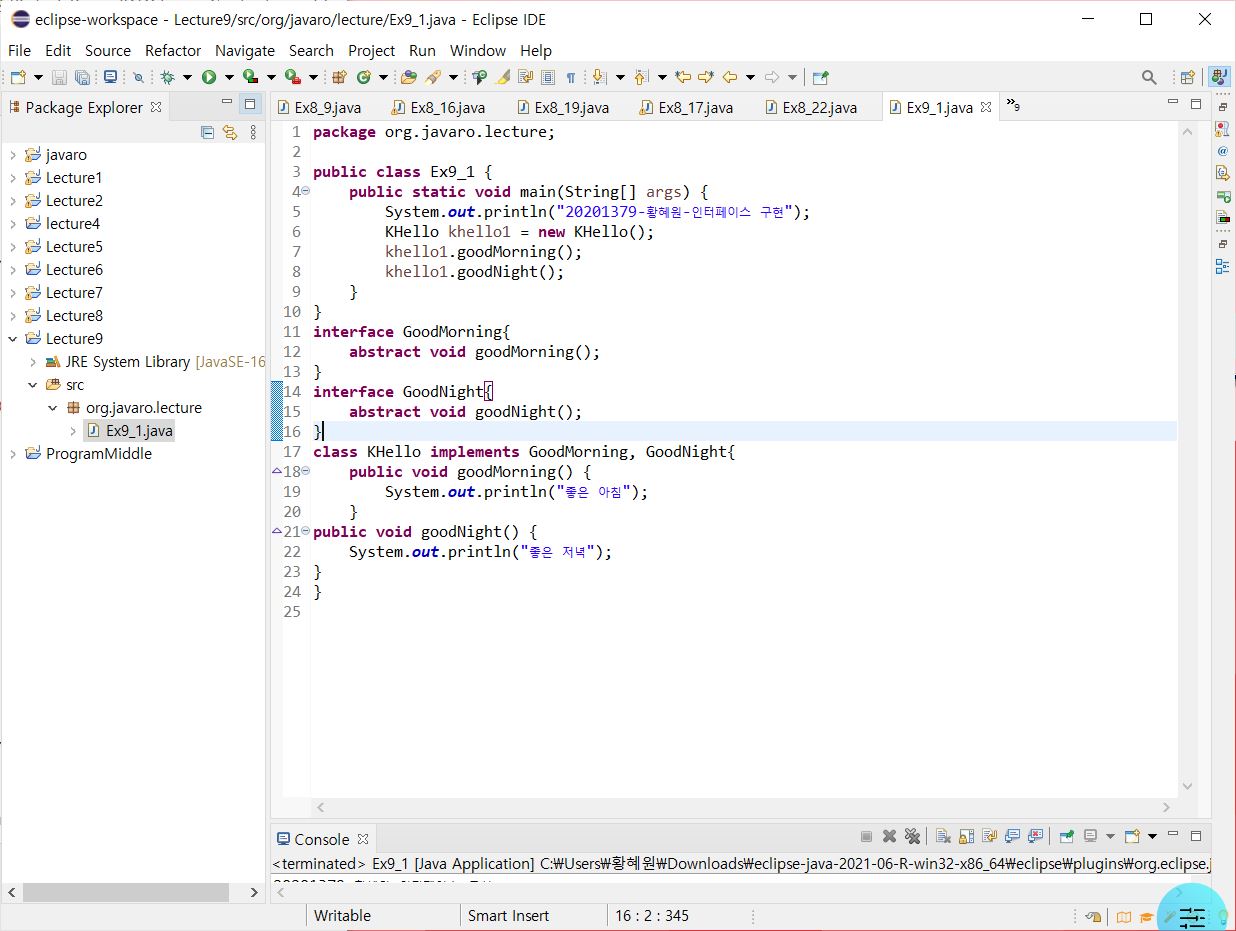 eclipse-workspace - Lecture9/src/org/javaro/lecture/Ex9_1.java - Eclipse IDE
File Edit Source Refactor Navigate Search Project Run Window Help
Package Explorer
Ex8_9.java Ex8_16.java Ex8_19.java Ex8_17.java Ex8_22.java Ex9_1.java »9
javaro
Lecture1
Lecture2
lecture4
Lecture5
Lecture6
Lecture7
Lecture8
Lecture9
JRE System Library [JavaSE-16
src
org.javaro.lecture
Ex9_1.java
ProgramMiddle
1 package org.javaro.lecture;
2
3 public class Ex9_1 {
4 public static void main(String[] args) {
5 System.out.println("20201379-황혜원-인터페이스 구현");
6 KHello khello1 = new KHello();
7 khello1.goodMorning();
8 khello1.goodNight();
9 }
10 }
11 interface GoodMorning{
12 abstract void goodMorning();
13 }
14 interface GoodNight{
15 abstract void goodNight();
16 }
17 class KHello implements GoodMorning, GoodNight{
18 public void goodMorning() {
19 System.out.println("좋은 아침");
20 }
21 public void goodNight() {
22 System.out.println("좋은 저녁");
23 }
24 }
25
Console
<terminated> Ex9_1 [Java Application] C:₩Users₩황혜원₩Downloads₩eclipse-java-2021-06-R-win32-x86_64₩eclipse₩plugins₩org.eclipse.j
Writable Smart Insert 16 : 2 : 345